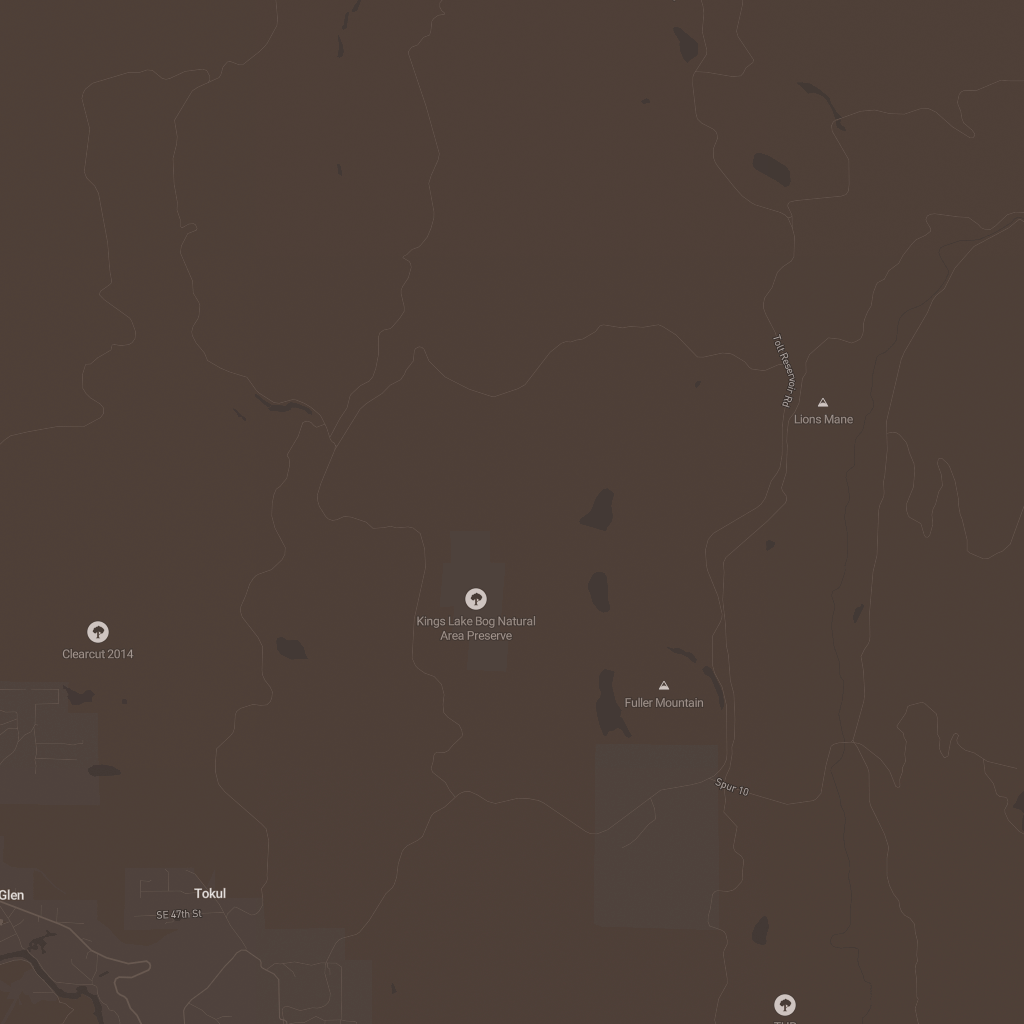 Tolt Reservoir Rd
Lions Mane
Kings Lake Bog Natural
Area Preserve
Clearcut 2014
Fuller Mountain
Spur 10
Glen
Tokul
SE 47th St